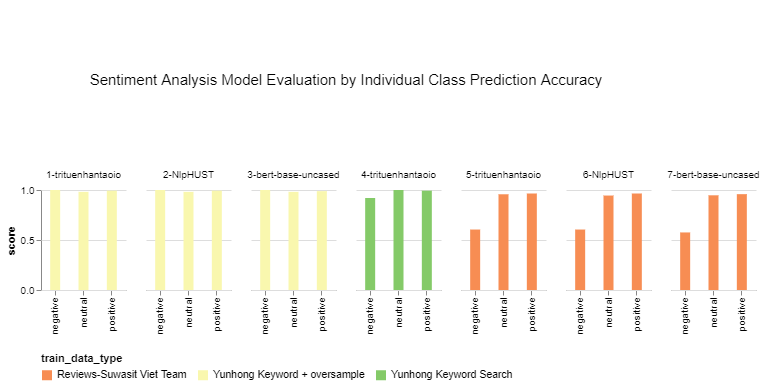 Sentiment Analysis Model Evaluation by Individual Class Prediction Accuracy
1-trituenhantaoio 2-NlpHUST 3-bert-base-uncased 4-trituenhantaoio 5-trituenhantaoio 6-NlpHUST 7-bert-base-uncased
1.0
0.5
0.0
score
negative neutral positive negative neutral positive negative neutral positive negative neutral positive negative neutral positive negative neutral positive negative neutral positive
train_data_type
Reviews-Suwasit Viet Team Yunhong Keyword + oversample Yunhong Keyword Search